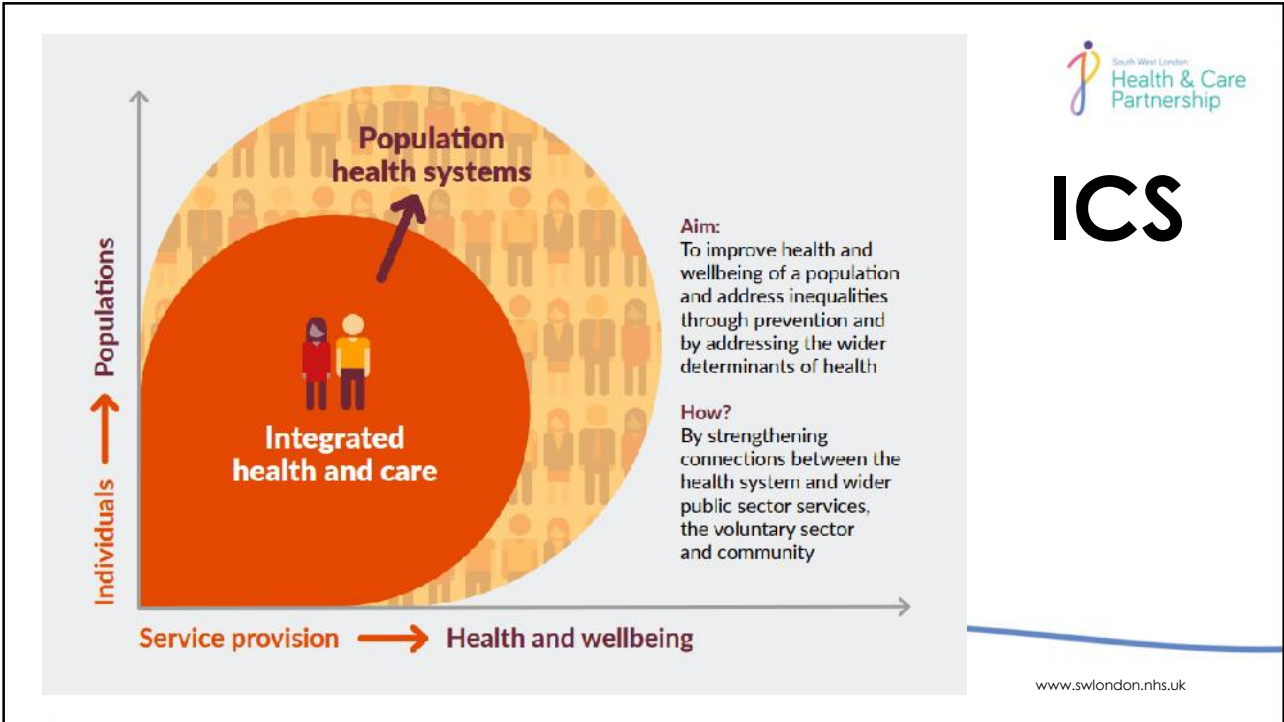 South West London
Health & Care
Partnership
ICS
Population
health systems
Populations
Individuals
Integrated
health and care
Service provision
Health and wellbeing
Aim:
To improve health and
wellbeing of a population
and address inequalities
through prevention and
by addressing the wider
determinants of health
How?
By strengthening
connections between the
health system and wider
public sector services,
the voluntary sector
and community
www.swlondon.nhs.uk